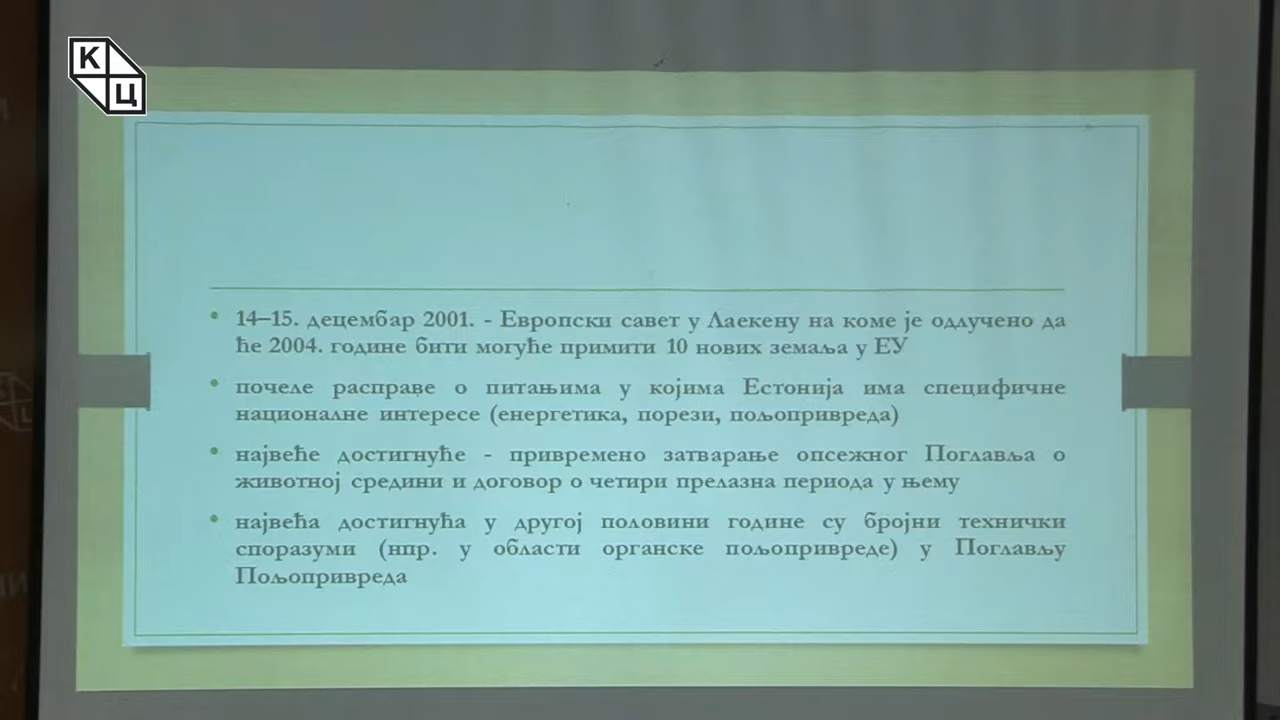 К
Ц
14–15. децембар 2001. - Европски савет у Лаекену на коме је одлучено да
ће 2004. године бити могуће примити 10 нових земаља у ЕУ
почеле расправе о питањима у којима Естонија има специфичне
националне интересе (енергетика, порези, пољопривреда)
највеће достигнуће - привремено затварање опсежног Поглавља о
животној средини и договор о четири прелазна периода у њему
највећа достигнућа у другој половини године су бројни технички
споразуми (нпр. у области органске пољопривреде) у Поглављу
Пољопривреда